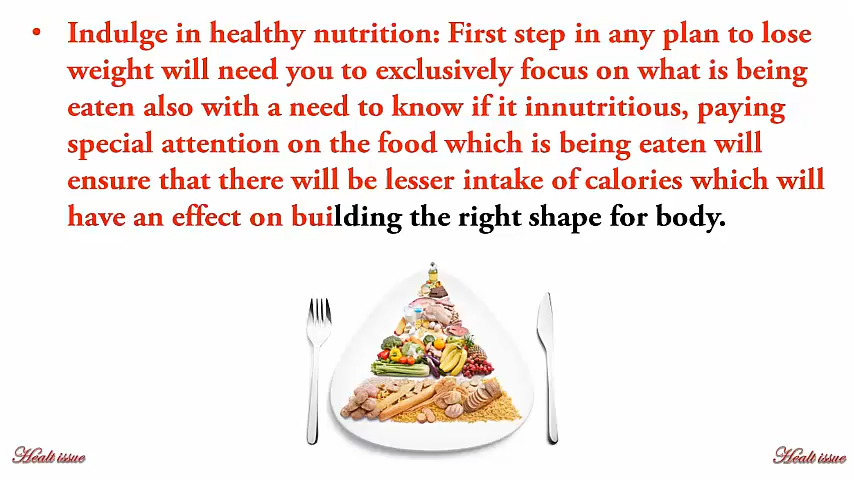 • Indulge in healthy nutrition: First step in any plan to lose
weight will need you to exclusively focus on what is being
eaten also with a need to know if it innutritious, paying
special attention on the food which is being eaten will
ensure that there will be lesser intake of calories which will
have an effect on building the right shape for body.
Healt issue
Healt issue